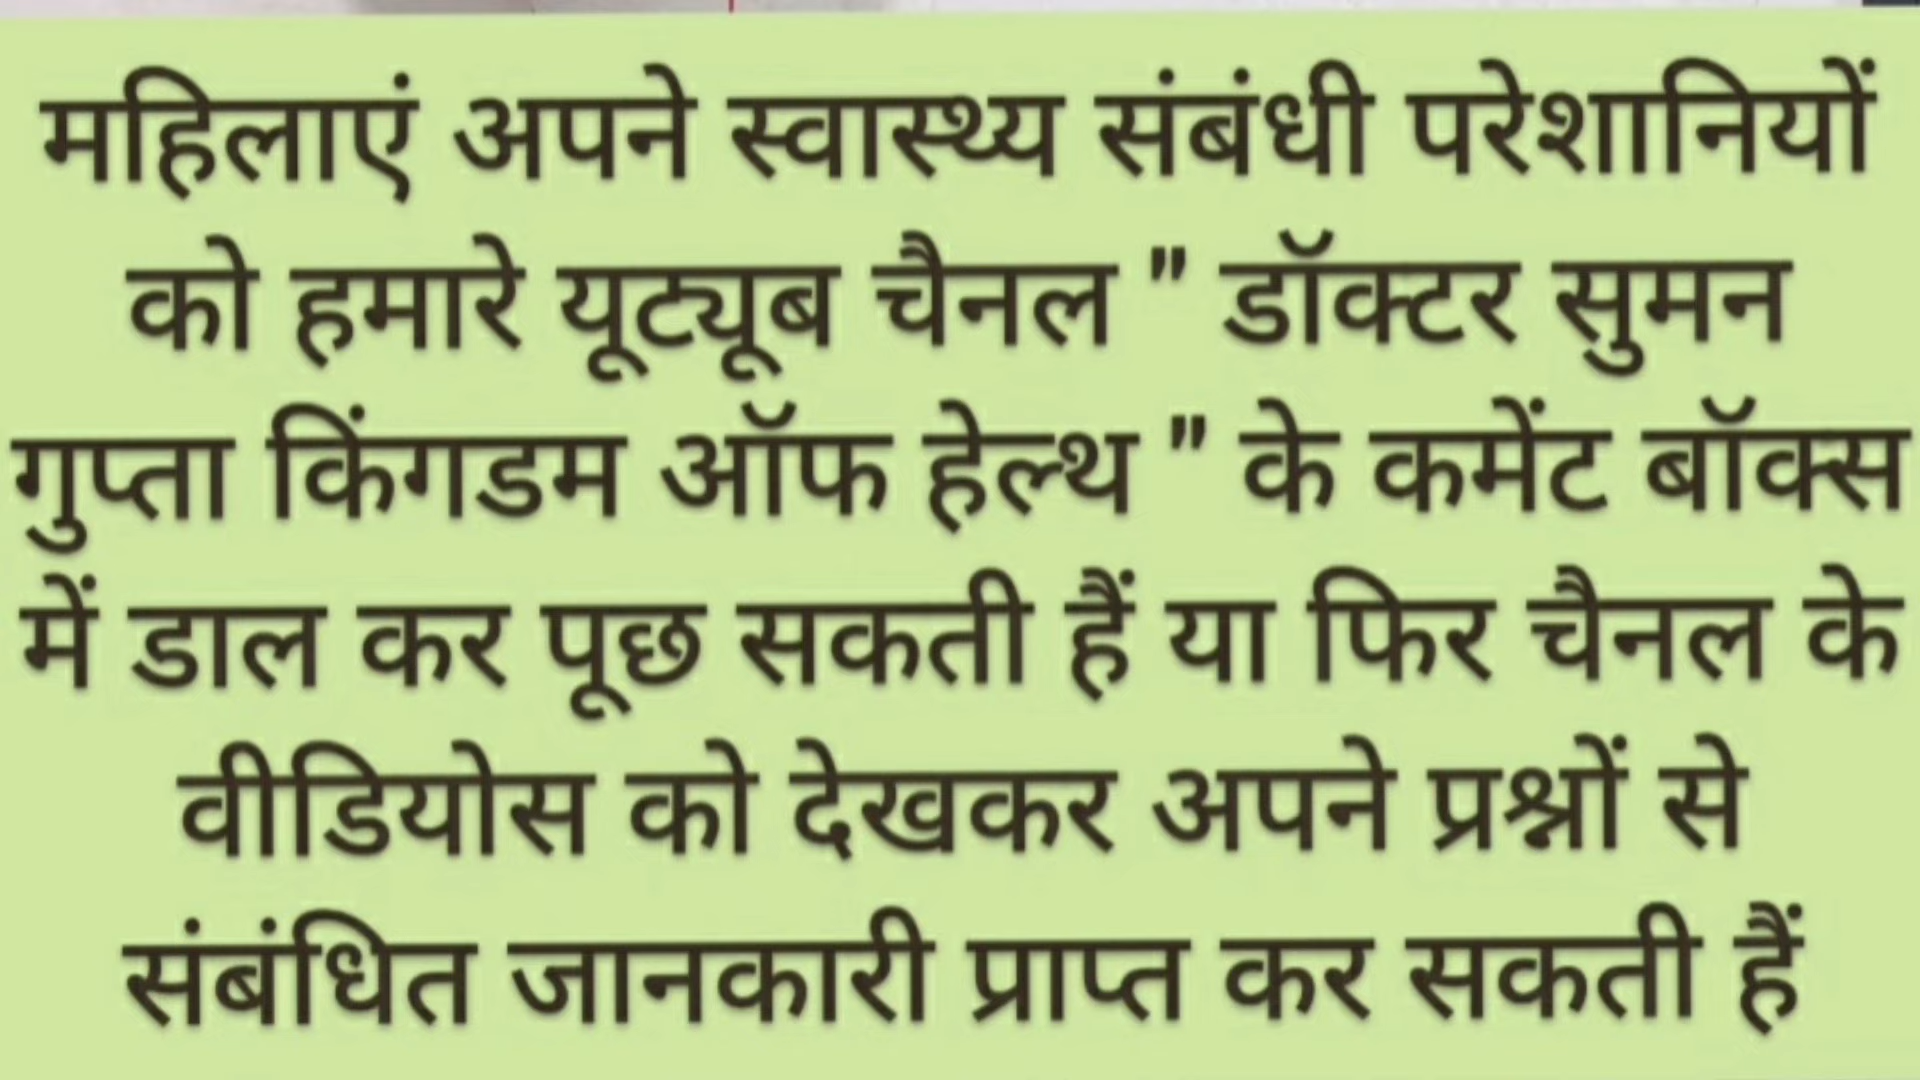 महिलाएं अपने स्वास्थ्य संबंधी परेशानियों
को हमारे यूट्यूब चैनल " डॉक्टर सुमन
गुप्ता किंगडम ऑफ हेल्थ " के कमेंट बॉक्स
में डाल कर पूछ सकती हैं या फिर चैनल के
वीडियोस को देखकर अपने प्रश्नों से
संबंधित जानकारी प्राप्त कर सकती हैं